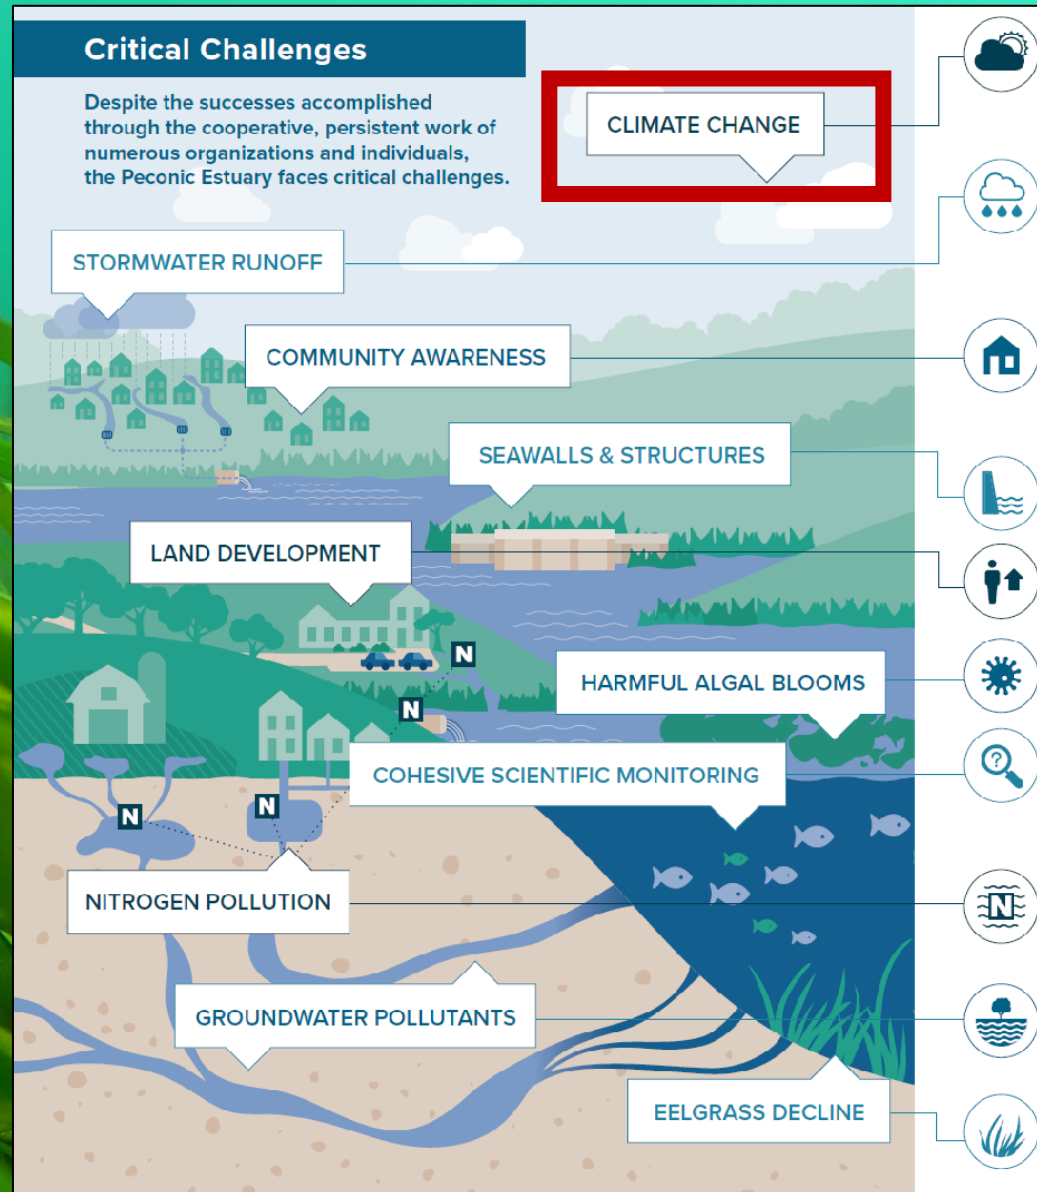 Critical Challenges
Despite the successes accomplished
through the cooperative, persistent work of
numerous organizations and individuals,
the Peconic Estuary faces critical challenges.
CLIMATE CHANGE
STORMWATER RUNOFF
COMMUNITY AWARENESS
SEAWALLS & STRUCTURES
LAND DEVELOPMENT
N
HARMFUL ALGAL BLOOMS
N
COHESIVE SCIENTIFIC MONITORING
?
N
N
NITROGEN POLLUTION
N
GROUNDWATER POLLUTANTS
EELGRASS DECLINE